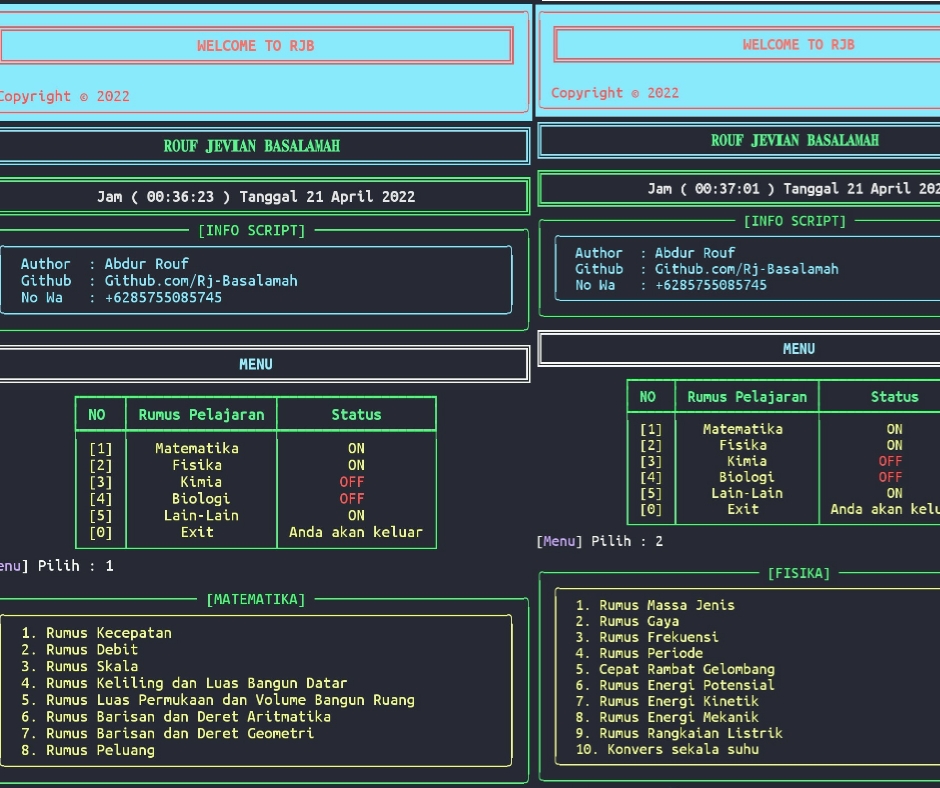 WELCOME TO RJB
Copyright © 2022
ROUF JEVIAN BASALAMAH
Jam ( 00:36:23 ) Tanggal 21 April 2022
[INFO SCRIPT]
Author : Abdur Rouf
Github : Github.com/Rj-Basalamah
No Wa : +6285755085745
MENU
NO Rumus Pelajaran Status
[1] Matematika ON
[2] Fisika ON
[3] Kimia OFF
[4] Biologi OFF
[5] Lain-Lain ON
[0] Exit Anda akan keluar
enu] Pilih : 1
[MATEMATIKA]
1. Rumus Kecepatan
2. Rumus Debit
3. Rumus Skala
4. Rumus Keliling dan Luas Bangun Datar
5. Rumus Luas Permukaan dan Volume Bangun Ruang
6. Rumus Barisan dan Deret Aritmatika
7. Rumus Barisan dan Deret Geometri
8. Rumus Peluang
WELCOME TO RJB
Copyright © 2022
ROUF JEVIAN BASALAMAH
Jam ( 00:37:01 ) Tanggal 21 April 202
[INFO SCRIPT]
Author : Abdur Rouf
Github : Github.com/Rj-Basalamah
No Wa : +6285755085745
MENU
NO Rumus Pelajaran Status
[1] Matematika ON
[2] Fisika ON
[3] Kimia OFF
[4] Biologi OFF
[5] Lain-Lain ON
[0] Exit Anda akan kelu
[Menu] Pilih : 2
[FISIKA]
1. Rumus Massa Jenis
2. Rumus Gaya
3. Rumus Frekuensi
4. Rumus Periode
5. Cepat Rambat Gelombang
6. Rumus Energi Potensial
7. Rumus Energi Kinetik
8. Rumus Energi Mekanik
9. Rumus Rangkaian Listrik
10. Konvers sekala suhu